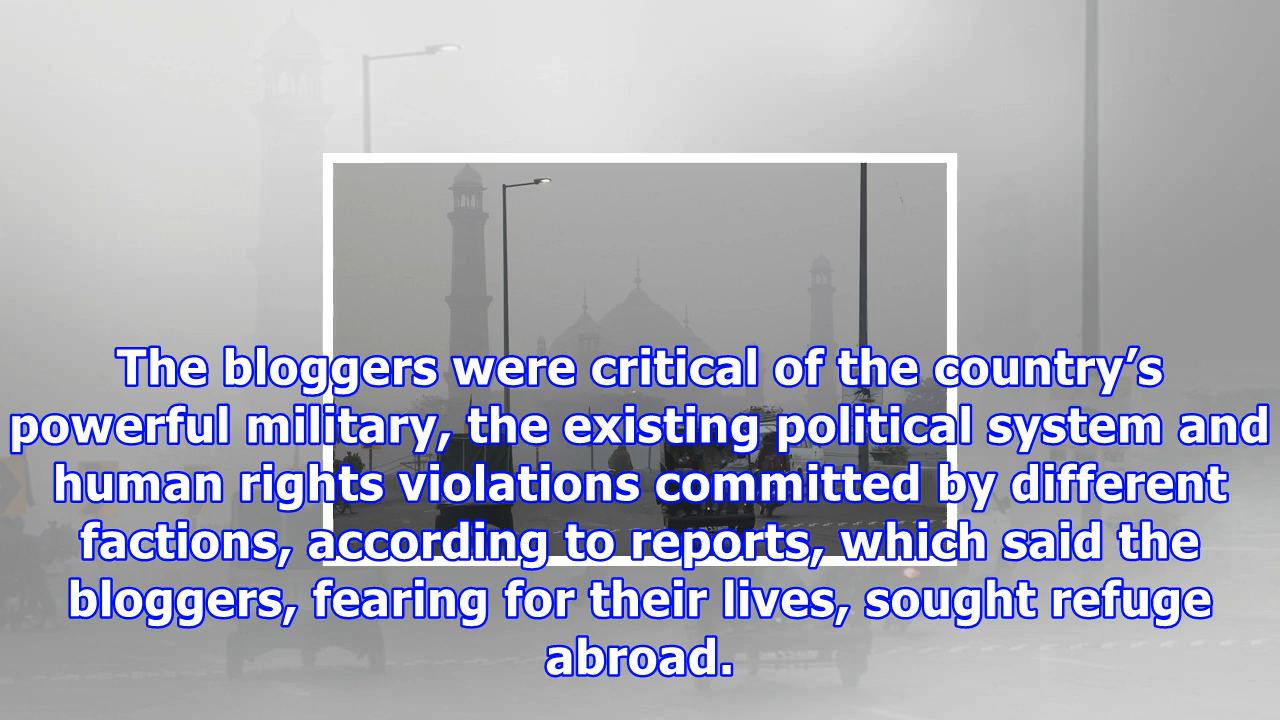 The bloggers were critical of the country’s
powerful military, the existing political system and
human rights violations committed by different
factions, according to reports, which said the
bloggers, fearing for their lives, sought refuge
abroad.